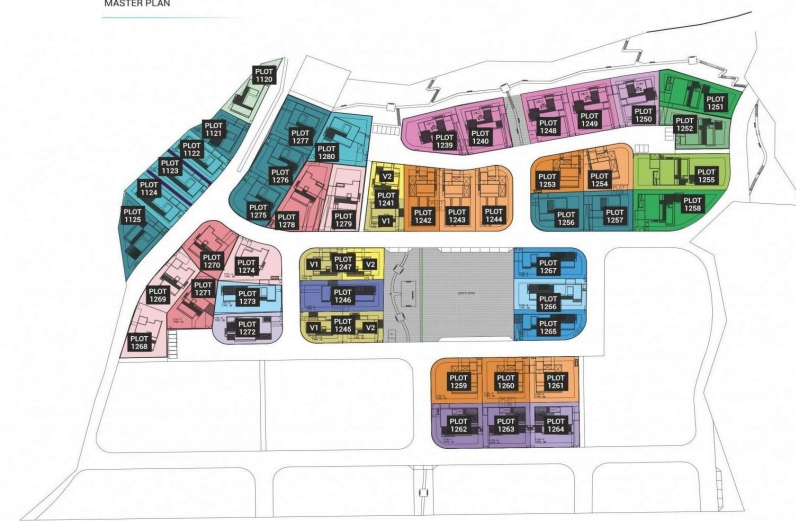 MASTER PLAN
PLOT
1120
PLOT
1121
PLOT
1122
PLOT
1123
PLOT
1124
PLOT
1125
PLOT
1277
PLOT
1280
PLOT
1276
PLOT
1275
PLOT
1278
PLOT
1279
V2
PLOT
1241
V1
PLOT
1242
PLOT
1243
PLOT
1244
PLOT
1239
PLOT
1240
PLOT
1248
PLOT
1249
PLOT
1250
PLOT
1251
PLOT
1252
PLOT
1253
PLOT
1254
PLOT
1255
PLOT
1256
PLOT
1257
PLOT
1258
PLOT
1270
PLOT
1274
PLOT
1269
PLOT
1271
PLOT
1273
PLOT
1272
PLOT
1268
V1
PLOT
1247
V2
PLOT
1246
V1
PLOT
1245
V2
PLOT
1267
PLOT
1266
PLOT
1265
PLOT
1259
PLOT
1260
PLOT
1261
PLOT
1262
PLOT
1263
PLOT
1264